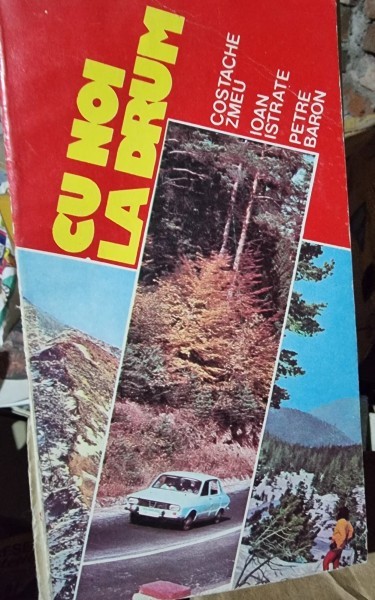 CU NOI
LA DRUM
COSTACHE
ZMEU
IOAN
ISTRATE
PETRE
BARON